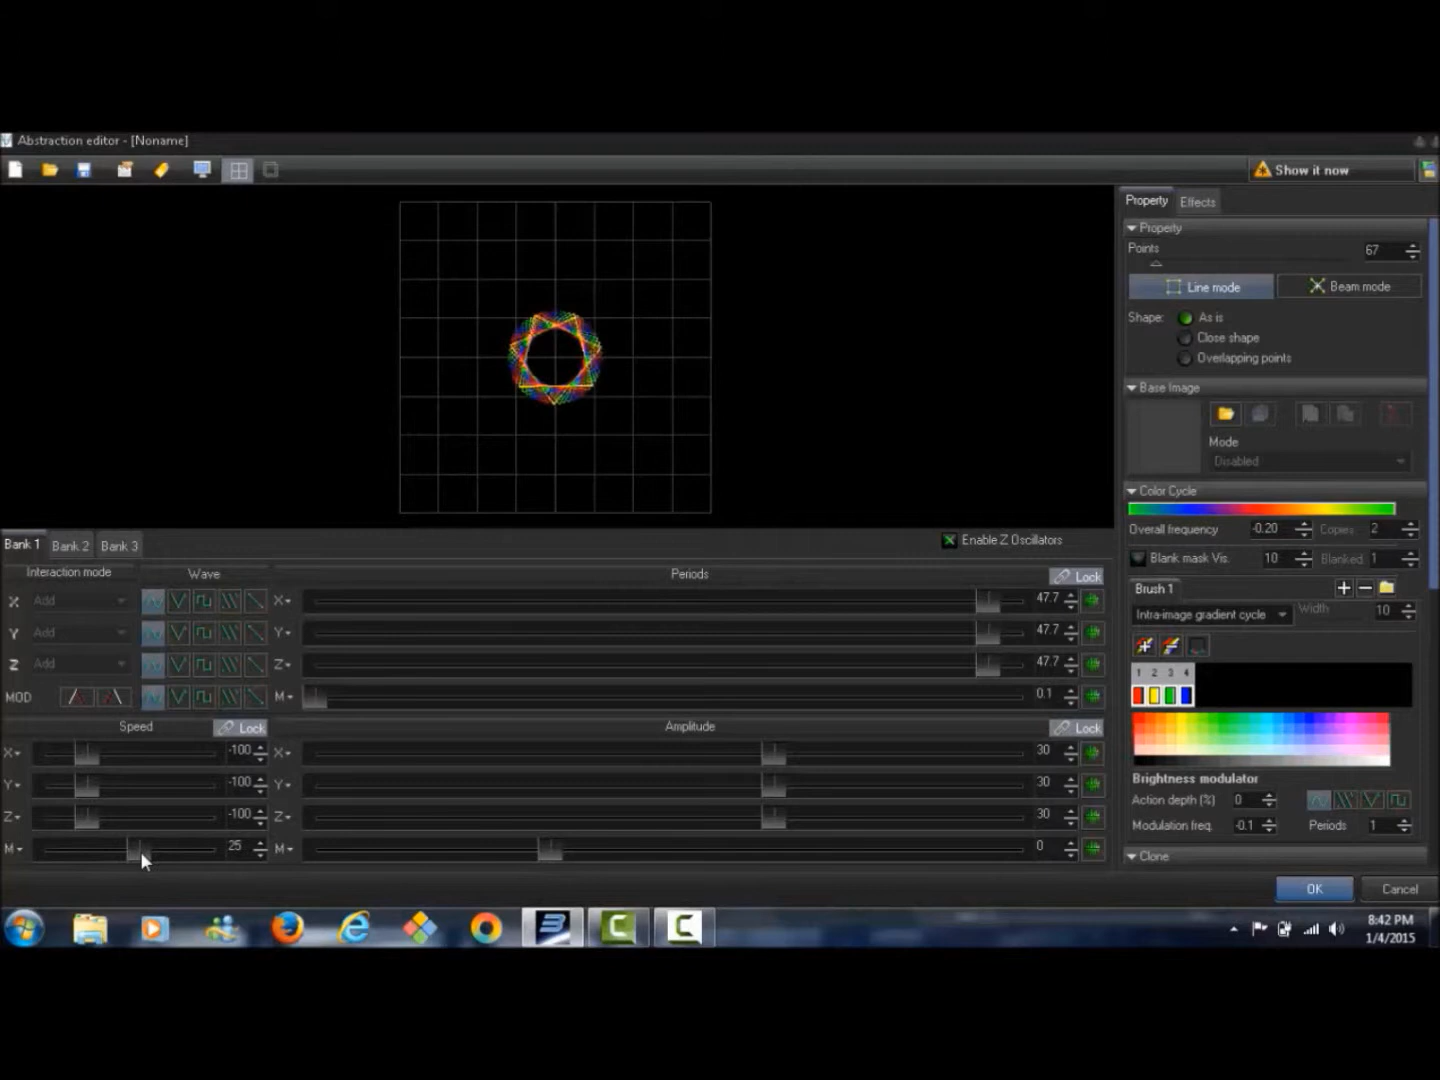 Abstraction editor - [Noname]
Show it now
Property Effects
Property
Points 67
Line mode Beam mode
Shape: As is
Close shape
Overlapping points
Base Image
Mode
Disabled
Color Cycle
Overall frequency -0.20 Copies 2
Blank mask Vis. 10 Blanked 1
Brush 1
Intra-image gradient cycle Width 10
1 2 3 4
Brightness modulator
Action depth (%) 0
Modulation freq. -0.1 Periods 1
Clone
OK Cancel
Bank 1 Bank 2 Bank 3 Enable Z Oscillators
Interaction mode Wave Periods Lock
X Add X 47.7
Y Add Y 47.7
Z Add Z 47.7
MOD M 0.1
Speed Lock Amplitude Lock
X -100 X 30
Y -100 Y 30
Z -100 Z 30
M 25 M 0
8:42 PM
1/4/2015